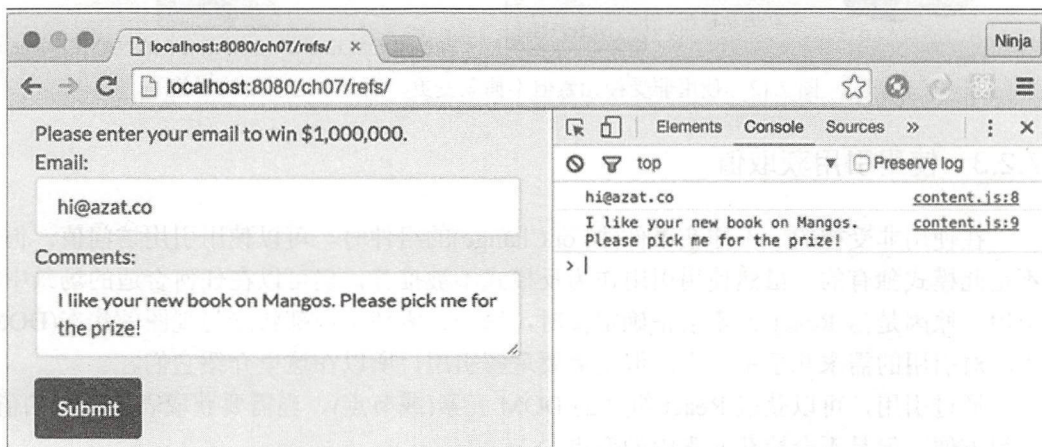 localhost:8080/ch07/refs/ ×
Ninja
localhost:8080/ch07/refs/
Please enter your email to win $1,000,000.
Email:
hi@azat.co
Comments:
I like your new book on Mangos. Please pick me for
the prize!
Submit
Elements Console Sources »
top Preserve log
hi@azat.co content.js:8
I like your new book on Mangos. content.js:9
Please pick me for the prize!
>